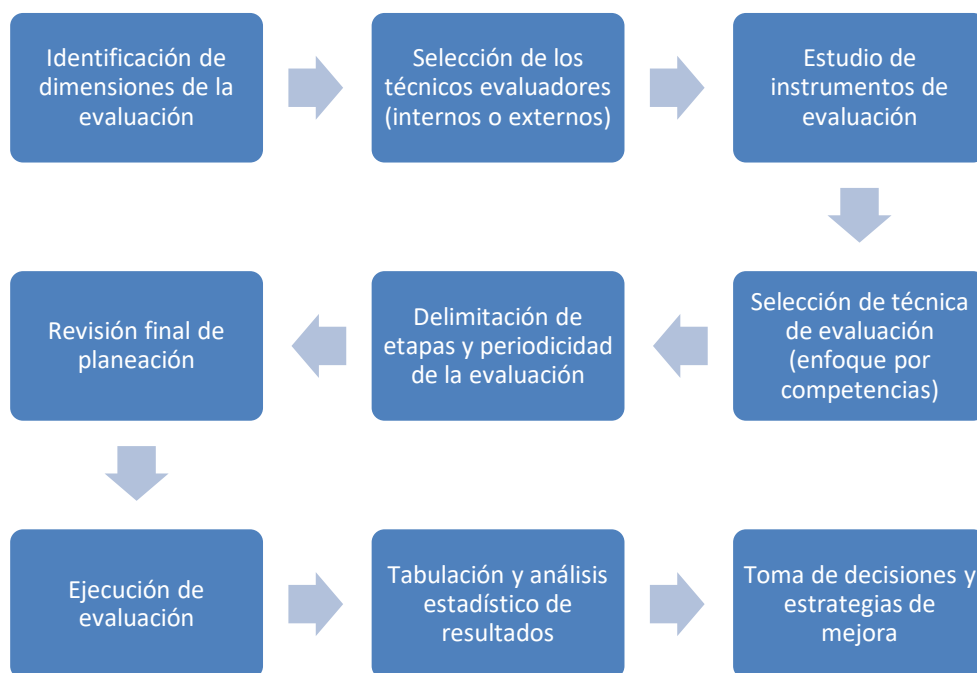 Identificación de
dimensiones de la
evaluación
Selección de los
técnicos evaluadores
(internos o externos)
Estudio de
instrumentos de
evaluación
Selección de técnica
de evaluación
(enfoque por
competencias)
Delimitación de
etapas y periodicidad
de la evaluación
Revisión final de
planeación
Ejecución de
evaluación
Tabulación y análisis
estadístico de
resultados
Toma de decisiones y
estrategias de
mejora